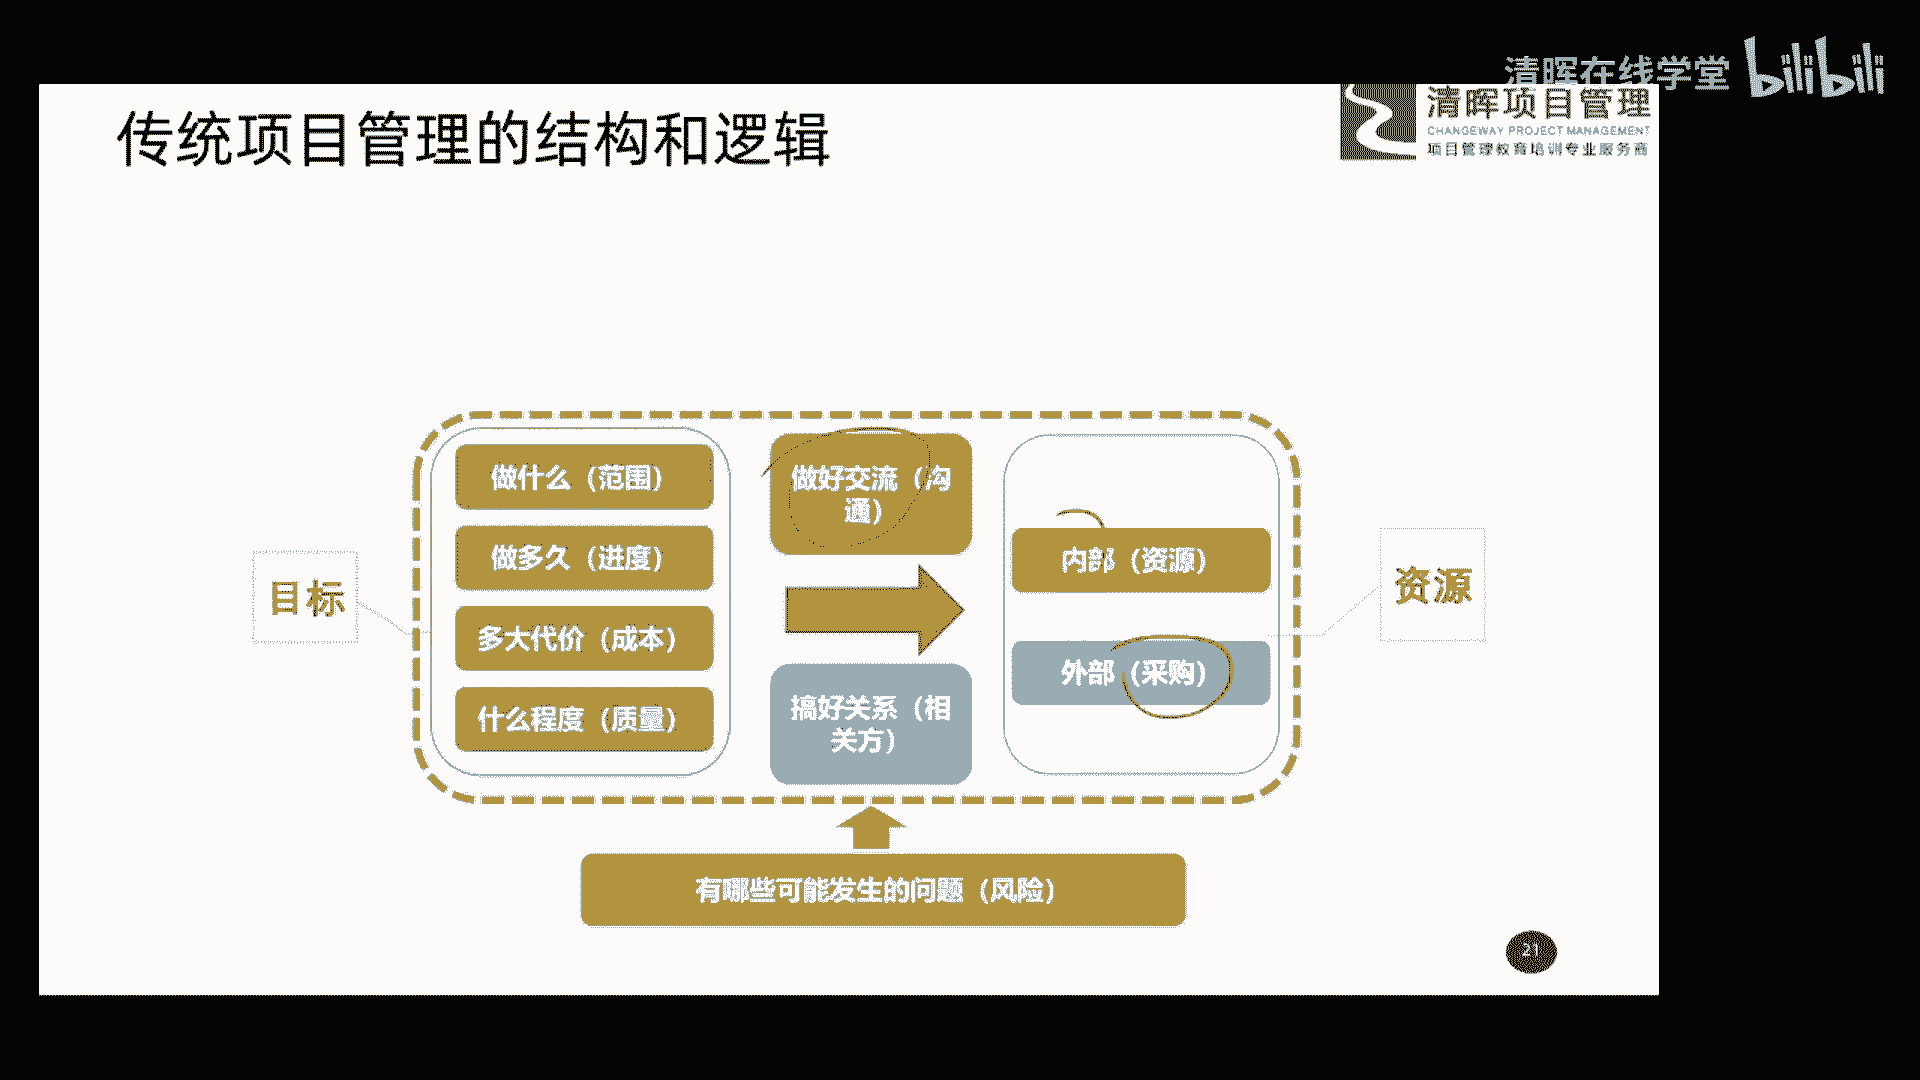 清晖在线学堂 bilibili
传统项目管理的结构和逻辑
清晖项目管理
CHANGEWAY PROJECT MANAGEMENT
项目管理教育培训专业服务商
目标
做什么（范围）
做多久（进度）
多大代价（成本）
什么程度（质量）
做好交流（沟
通）
搞好关系（相
关方）
内部（资源）
外部（采购）
资源
有哪些可能发生的问题（风险）
21